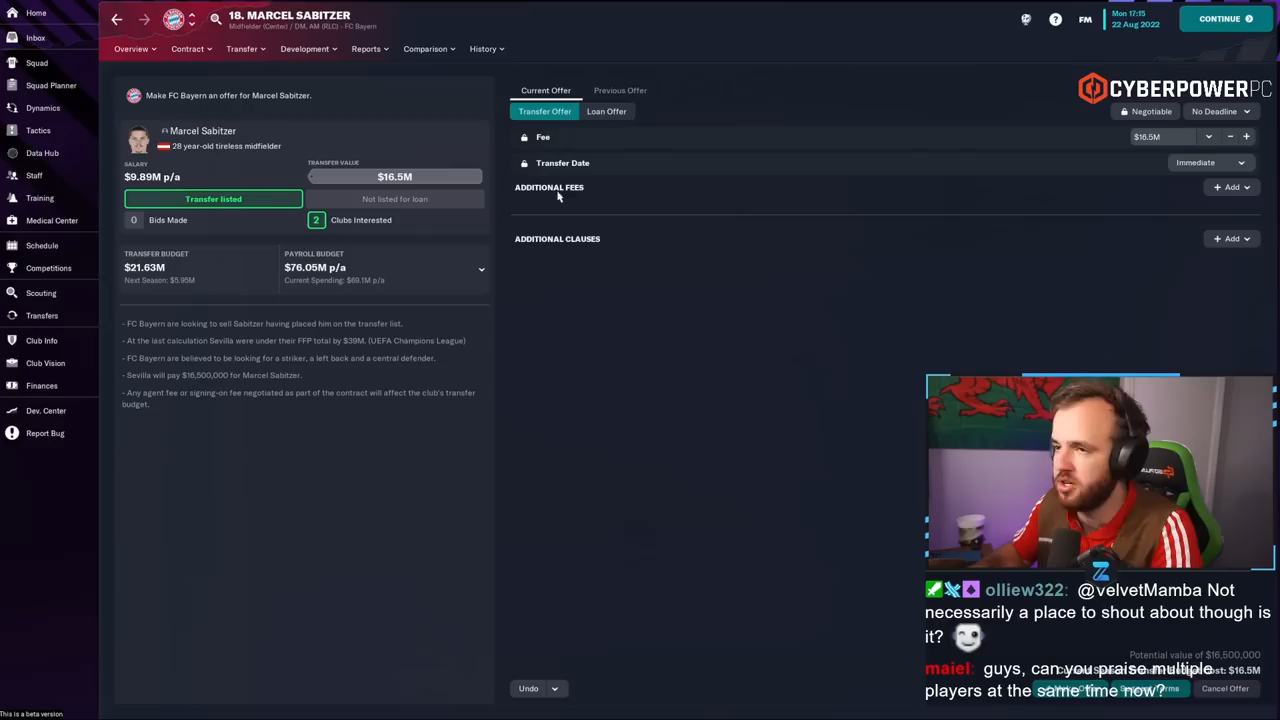 Home
Inbox
Squad
Squad Planner
Dynamics
Tactics
Data Hub
Staff
Training
Medical Center
Schedule
Competitions
Scouting
Transfers
Club Info
Club Vision
Finances
Dev. Center
Report Bug
This is a beta version
18. MARCEL SABITZER
Midfielder (Center) / DM, AM (RLC) - FC Bayern
FM
Mon 17:15
22 Aug 2022
CONTINUE
Overview
Contract
Transfer
Development
Reports
Comparison
History
CYBERPOWERPC
Make FC Bayern an offer for Marcel Sabitzer.
Marcel Sabitzer
28 year-old tireless midfielder
SALARY
$9.89M p/a
TRANSFER VALUE
$16.5M
Transfer listed
Not listed for loan
0 Bids Made
2 Clubs Interested
TRANSFER BUDGET
$21.63M
Next Season: $5.95M
PAYROLL BUDGET
$76.05M p/a
Current Spending: $69.1M p/a
- FC Bayern are looking to sell Sabitzer having placed him on the transfer list.
- At the last calculation Sevilla were under their FFP total by $39M. (UEFA Champions League)
- FC Bayern are believed to be looking for a striker, a left back and a central defender.
- Sevilla will pay $16,500,000 for Marcel Sabitzer.
- Any agent fee or signing-on fee negotiated as part of the contract will affect the club's transfer
budget.
Current Offer
Previous Offer
Transfer Offer
Loan Offer
Negotiable
No Deadline
Fee
$16.5M
Transfer Date
Immediate
ADDITIONAL FEES
Add
ADDITIONAL CLAUSES
Add
Undo
olliew322: @velvetMamba Not
necessarily a place to shout about though is
it?
Potential value of $16,500,000
maiel: guys, can you praise multiple
players at the same time now?
Cost: $16.5M
Cancel Offer